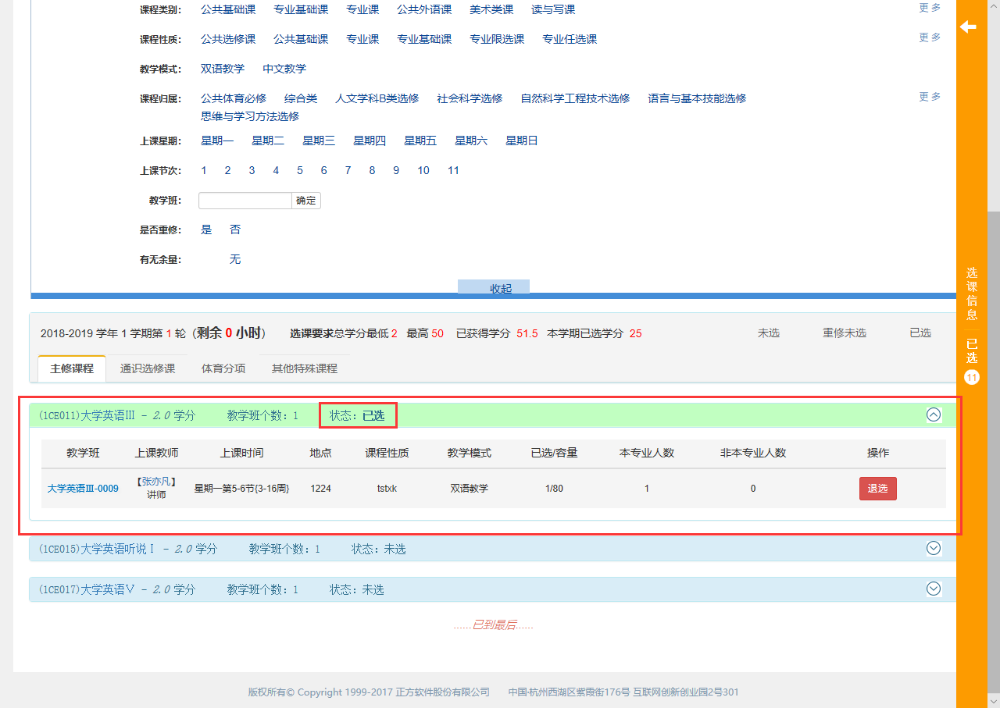 课程类别： 公共基础课 专业基础课 专业课 公共外语课 美术类课 读与写课 更 多
课程性质： 公共选修课 公共基础课 专业课 专业基础课 专业限选课 专业任选课 更 多
教学模式： 双语教学 中文教学
课程归属： 公共体育必修 综合类 人文学科B类选修 社会科学选修 自然科学工程技术选修 语言与基本技能选修 更 多
思维与学习方法选修
上课星期： 星期一 星期二 星期三 星期四 星期五 星期六 星期日
上课节次： 1 2 3 4 5 6 7 8 9 10 11
教学班： 确定
是否重修： 是 否
有无余量： 无
收起
2018-2019 学年 1 学期第 1 轮（剩余 0 小时） 选课要求总学分最低 2 最高 50 已获得学分 51.5 本学期已选学分 25 未选 重修未选 已选
主修课程 通识选修课 体育分项 其他特殊课程
(1CE011)大学英语Ⅲ - 2.0 学分 教学班个数：1 状态：已选
教学班 上课教师 上课时间 地点 课程性质 教学模式 已选/容量 本专业人数 非本专业人数 操作
大学英语Ⅲ-0009 【张亦凡】 星期一第5-6节{3-16周} 1224 tstxk 双语教学 1/80 1 0 退选
讲师
(1CE015)大学英语听说Ⅰ - 2.0 学分 教学班个数：1 状态：未选
(1CE017)大学英语Ⅴ - 2.0 学分 教学班个数：1 状态：未选
......已到最后......
版权所有© Copyright 1999-2017 正方软件股份有限公司 中国·杭州西湖区紫霞街176号 互联网创新创业园2号301
选课信息
已选
11